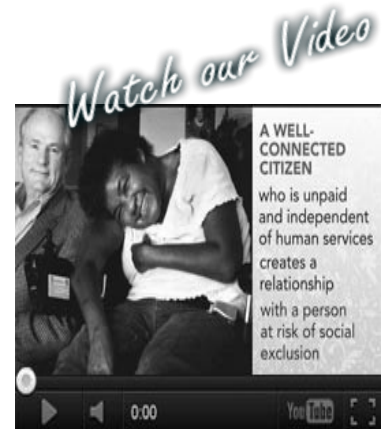 Watch our Video
A WELL-
CONNECTED
CITIZEN
who is unpaid
and independent
of human services
creates a
relationship
with a person
at risk of social
exclusion
0:00
YouTube